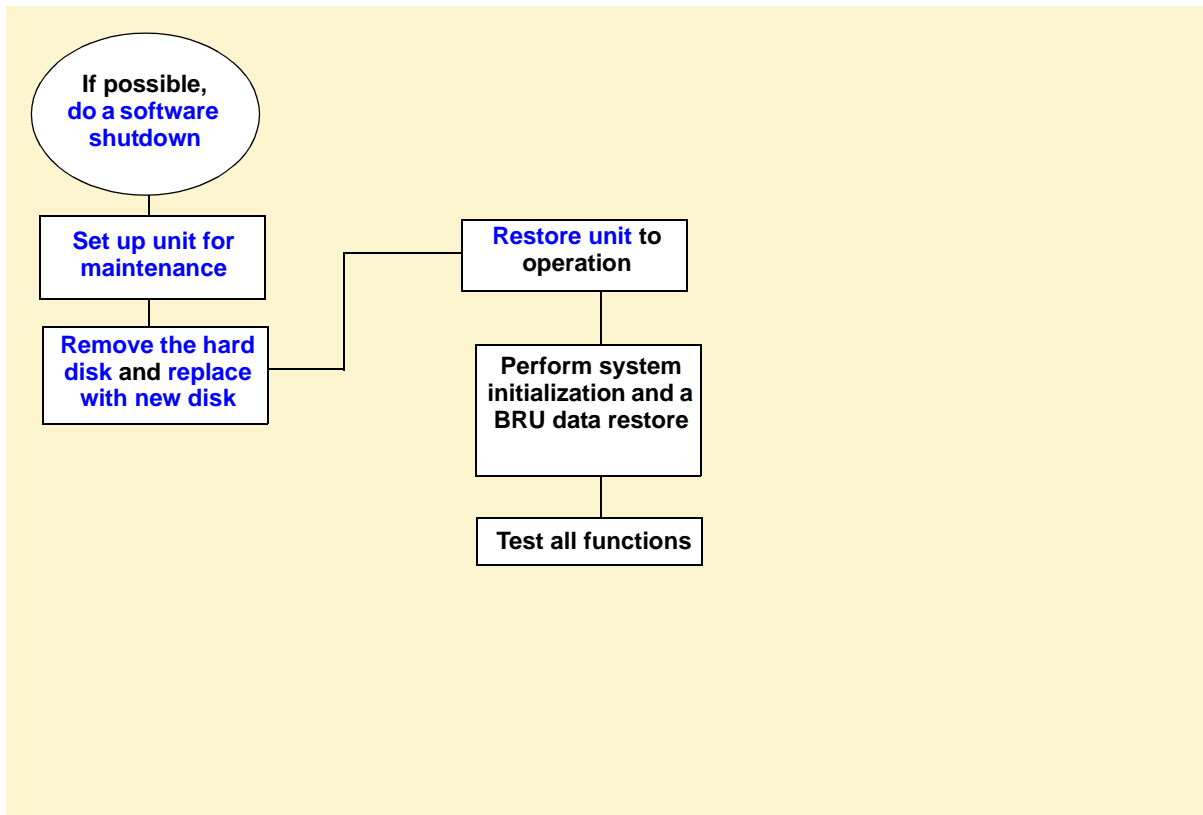 If possible,
do a software
shutdown
Set up unit for
maintenance
Remove the hard
disk and replace
with new disk
Restore unit to
operation
Perform system
initialization and a
BRU data restore
Test all functions